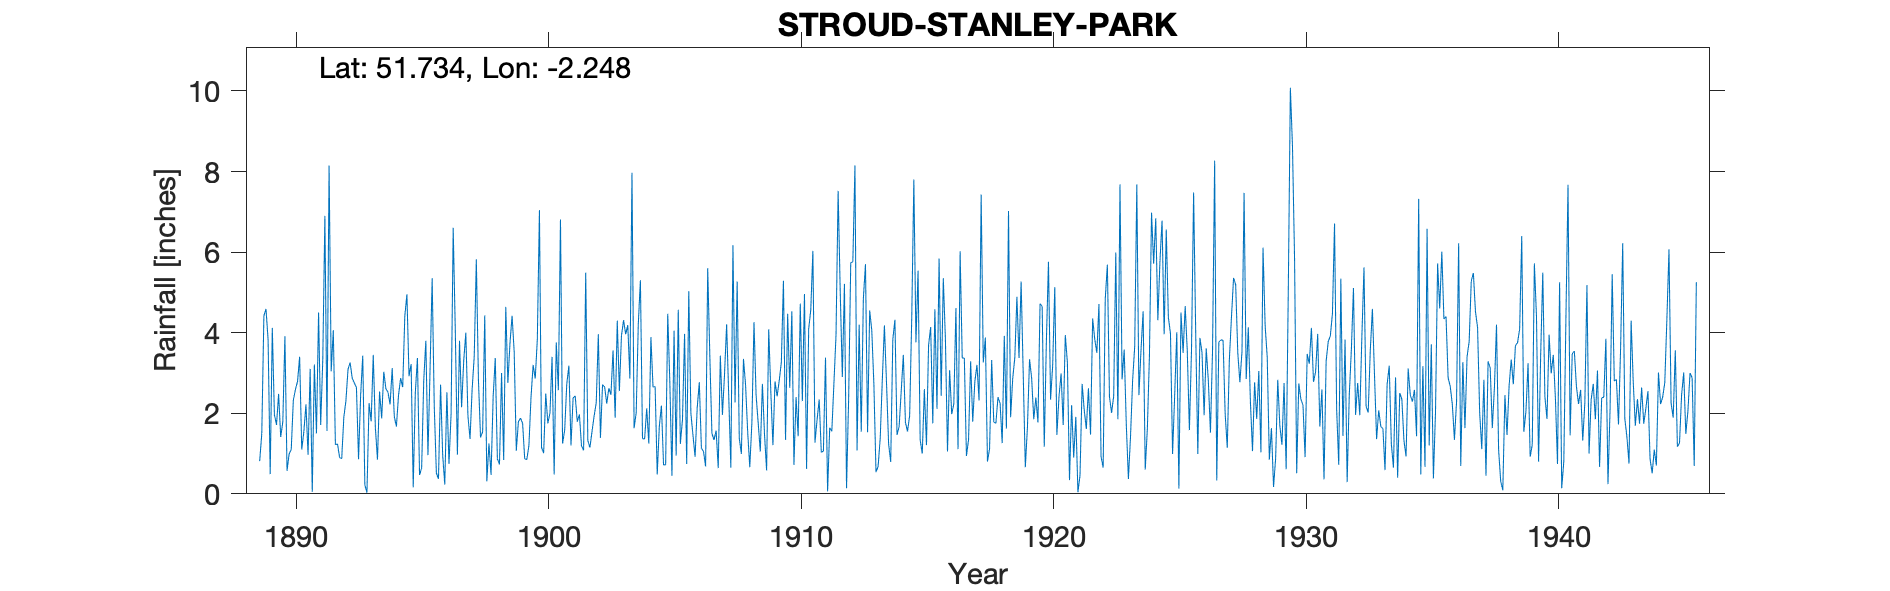 STROUD-STANLEY-PARK
Lat: 51.734, Lon: -2.248
10
8
6
4
2
0
Rainfall [inches]
1890 1900 1910 1920 1930 1940
Year